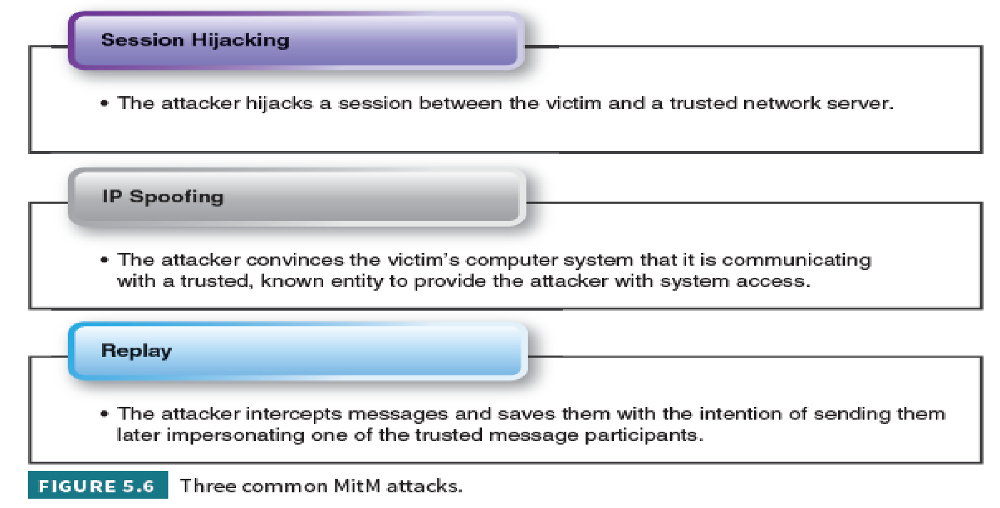 Session Hijacking
• The attacker hijacks a session between the victim and a trusted network server.
IP Spoofing
• The attacker convinces the victim’s computer system that it is communicating
with a trusted, known entity to provide the attacker with system access.
Replay
• The attacker intercepts messages and saves them with the intention of sending them
later impersonating one of the trusted message participants.
FIGURE 5.6 Three common MitM attacks.